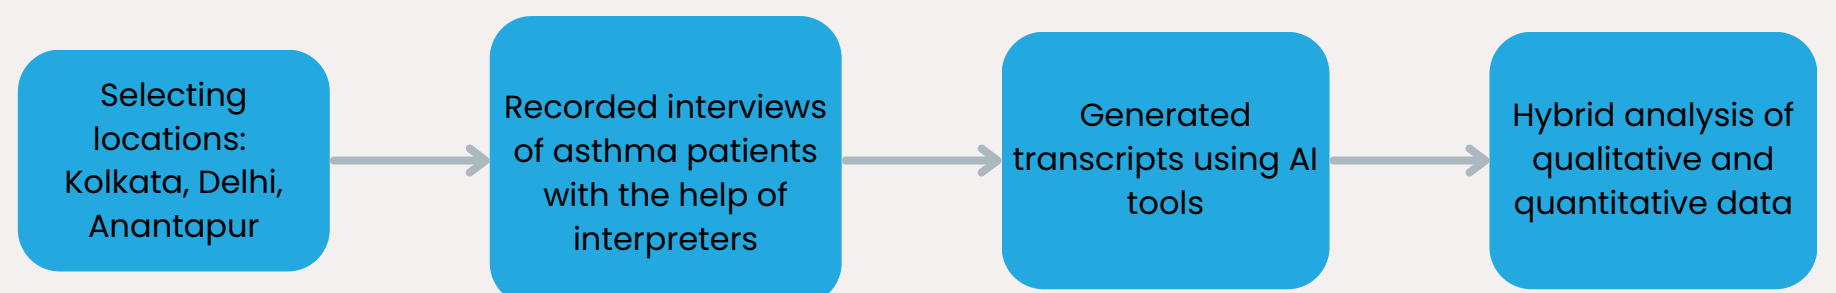 Selecting
locations:
Kolkata, Delhi,
Anantapur
Recorded interviews
of asthma patients
with the help of
interpreters
Generated
transcripts using AI
tools
Hybrid analysis of
qualitative and
quantitative data